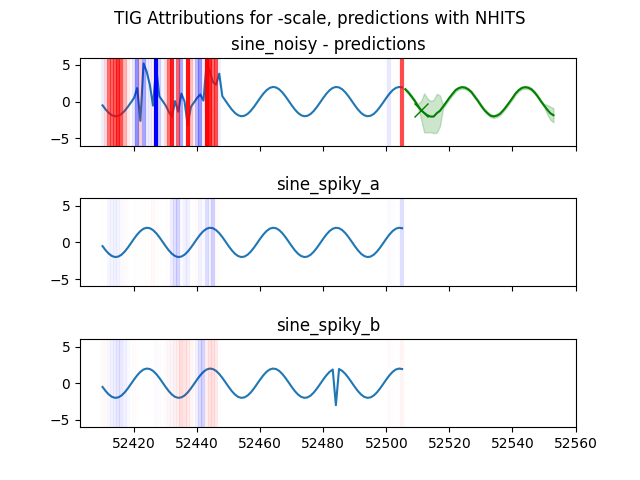 TIG Attributions for -scale, predictions with NHITS
sine_noisy - predictions
5
0
−5
sine_spiky_a
5
0
−5
sine_spiky_b
5
0
−5
52420 52440 52460 52480 52500 52520 52540 52560